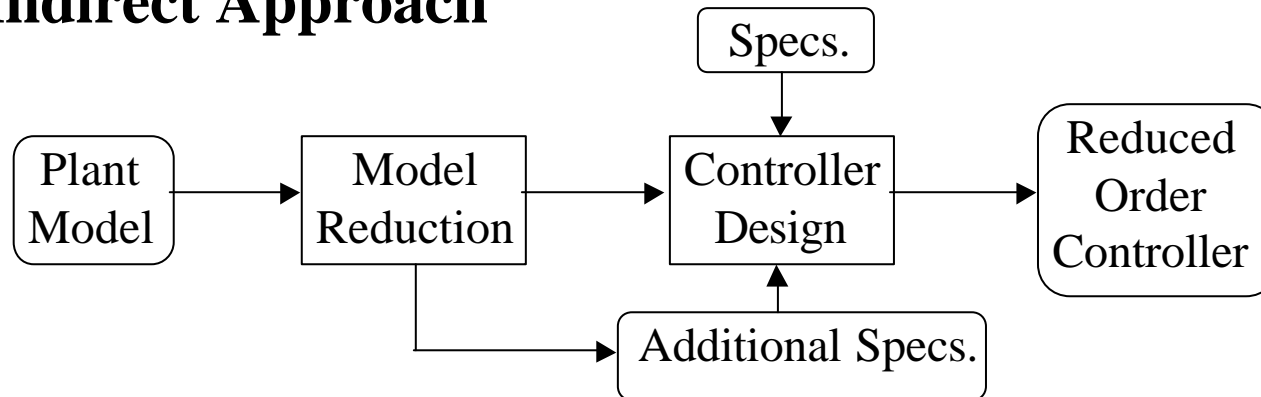 Indirect Approach
Specs.
Plant
Model
Model
Reduction
Controller
Design
Reduced
Order
Controller
Additional Specs.